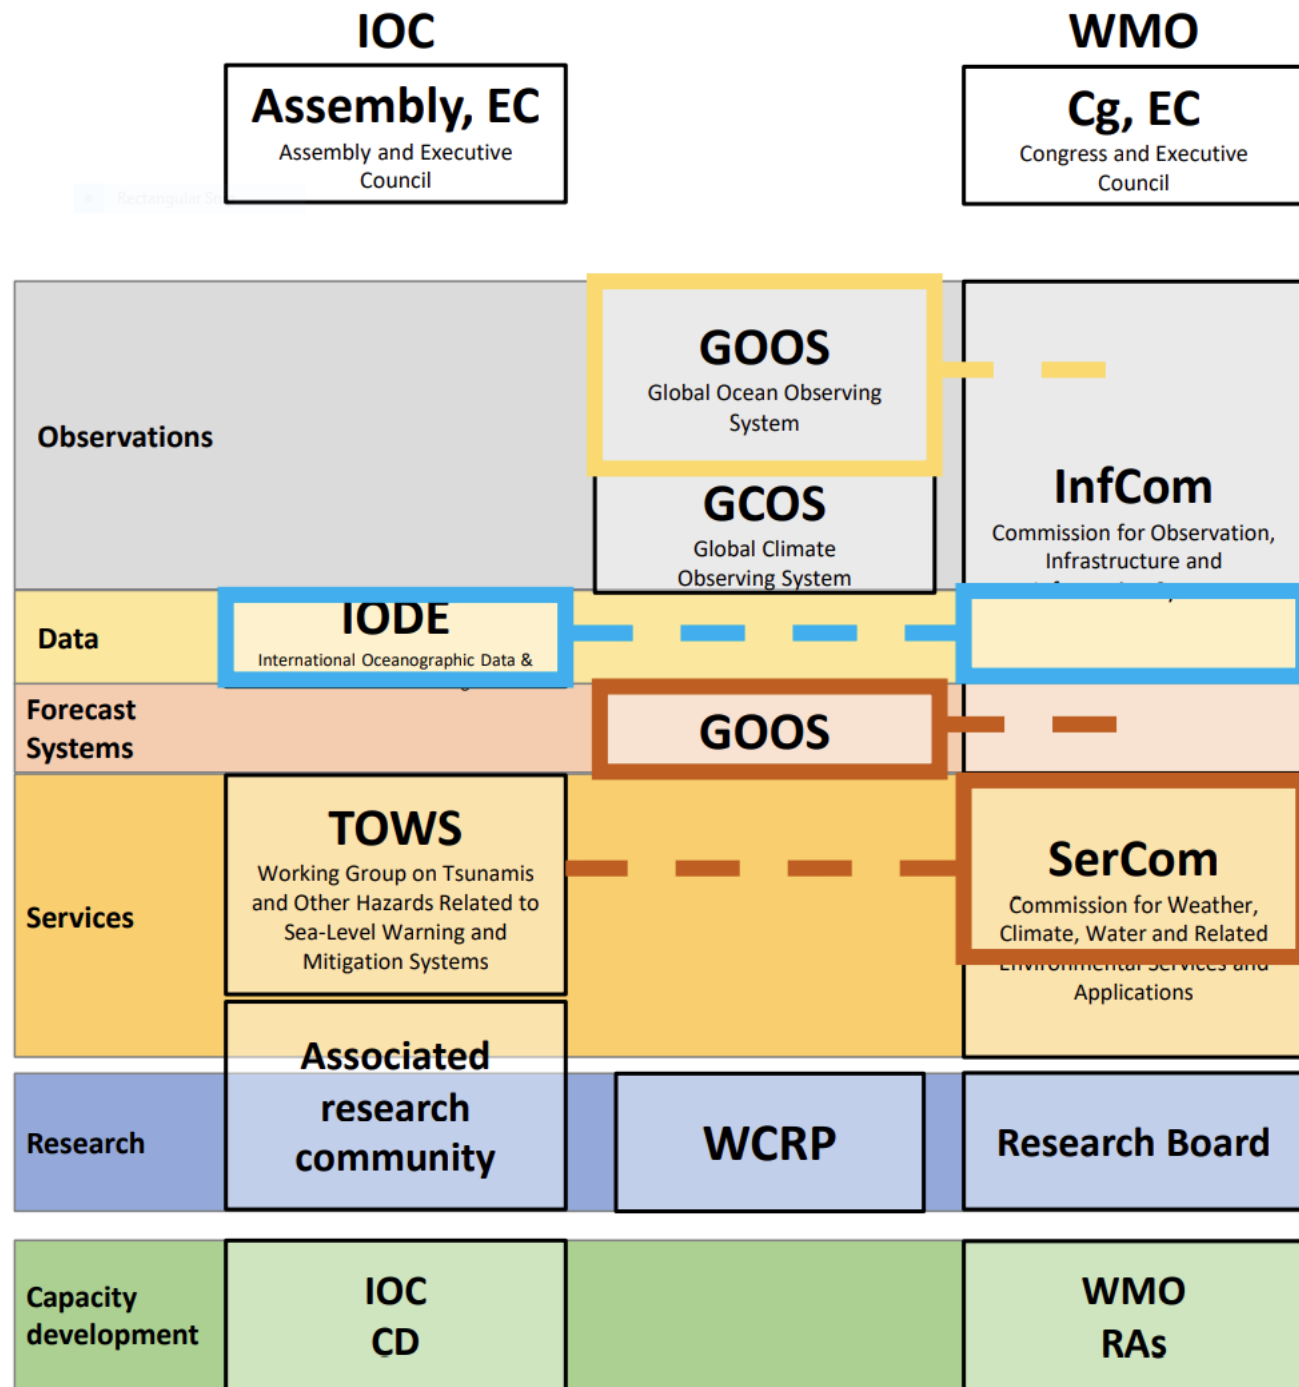 IOC
WMO
Assembly, EC
Assembly and Executive
Council
Cg, EC
Congress and Executive
Council
Rectangular
Observations
GOOS
Global Ocean Observing
System
GCOS
Global Climate
Observing System
InfCom
Commission for Observation,
Infrastructure and
Data
IODE
International Oceanographic Data &
Forecast
Systems
GOOS
Services
TOWS
Working Group on Tsunamis
and Other Hazards Related to
Sea-Level Warning and
Mitigation Systems
SerCom
Commission for Weather,
Climate, Water and Related
Environmental Services and
Applications
Research
Associated
research
community
WCRP
Research Board
Capacity
development
IOC
CD
WMO
RAs